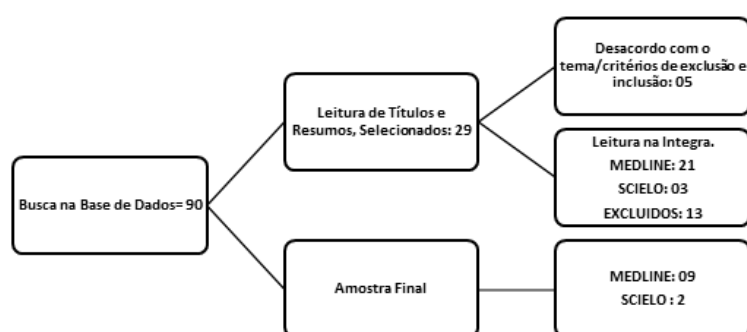 Busca na Base de Dados= 90
Leitura de Títulos e
Resumos, Selecionados: 29
Desacordo com o
tema/critérios de exclusão e
inclusão: 05
Leitura na Integra.
MEDLINE: 21
SCIELO: 03
EXCLUIDOS: 13
Amostra Final
MEDLINE: 09
SCIELO : 2